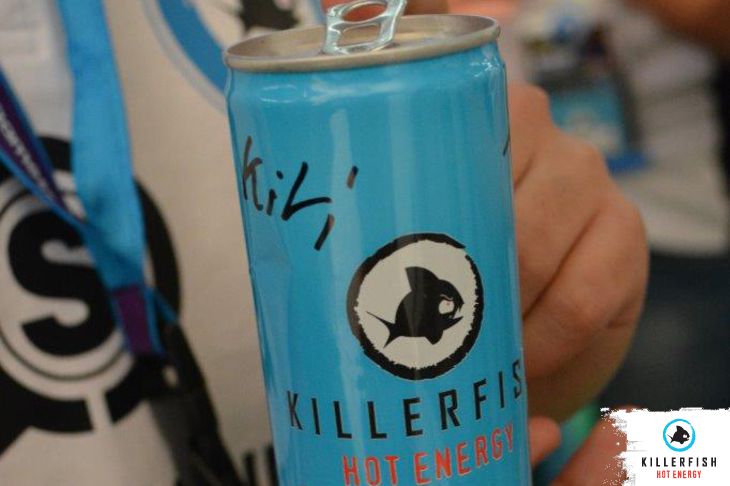 Kili
KILLERFIS
HOT ENERGY
S
KILLERFISH
HOT ENERGY